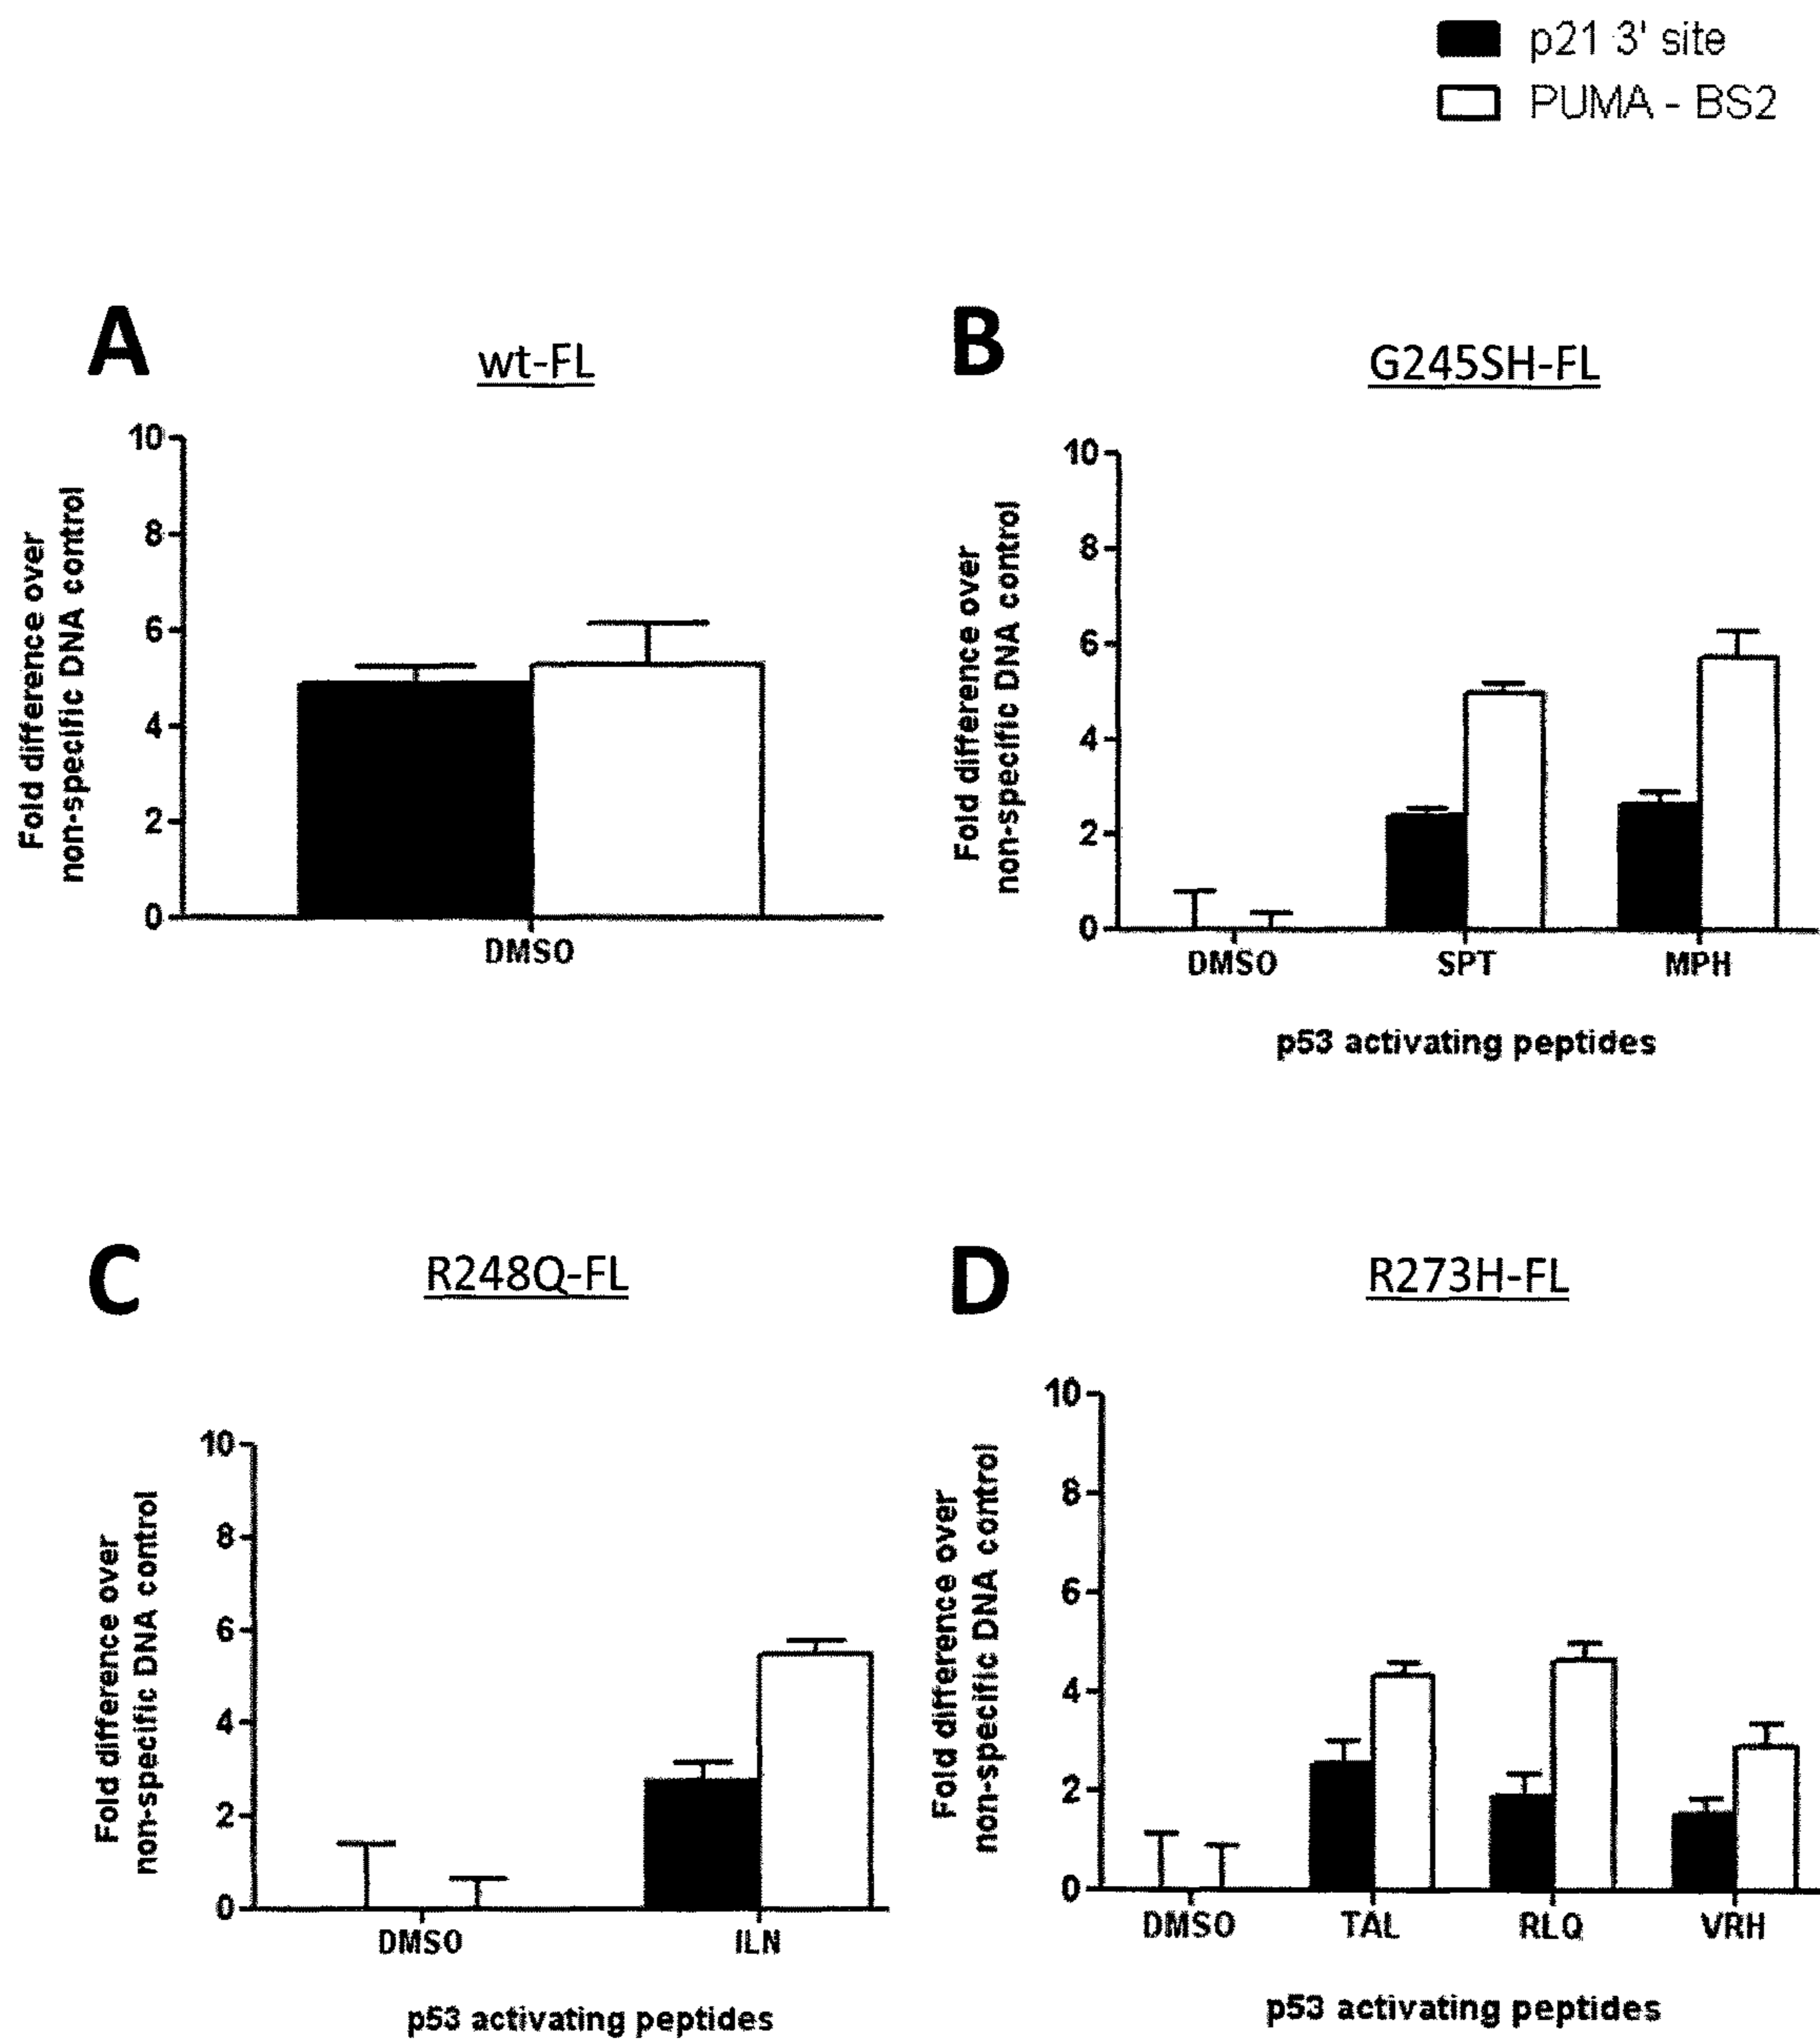 p21 3' site
PUMA - BS2
A
wt-FL
10
8
6
4
2
0
Fold difference over
non-specific DNA control
DMSO
B
G245SH-FL
10
8
6
4
2
0
Fold difference over
non-specific DNA control
DMSO SPT MPH
p53 activating peptides
C
R248Q-FL
10
8
6
4
2
0
Fold difference over
non-specific DNA control
DMSO ILN
p53 activating peptides
D
R273H-FL
10
8
6
4
2
0
Fold difference over
non-specific DNA control
DMSO TAL RLQ VRH
p53 activating peptides